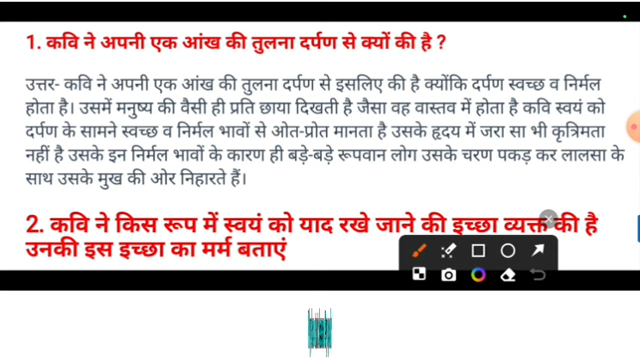 1. कवि ने अपनी एक आंख की तुलना दर्पण से क्यों की है ?
उत्तर- कवि ने अपनी एक आंख की तुलना दर्पण से इसलिए की है क्योंकि दर्पण स्वच्छ व निर्मल
होता है। उसमें मनुष्य की वैसी ही प्रति छाया दिखती है जैसा वह वास्तव में होता है कवि स्वयं को
दर्पण के सामने स्वच्छ व निर्मल भावों से ओत-प्रोत मानता है उसके हृदय में जरा सा भी कृत्रिमता
नहीं है उसके इन निर्मल भावों के कारण ही बड़े-बड़े रूपवान लोग उसके चरण पकड़ कर लालसा के
साथ उसके मुख की ओर निहारते हैं।
2. कवि ने किस रूप में स्वयं को याद रखे जाने की इच्छा व्यक्त की है
उनकी इस इच्छा का मर्म बताएं